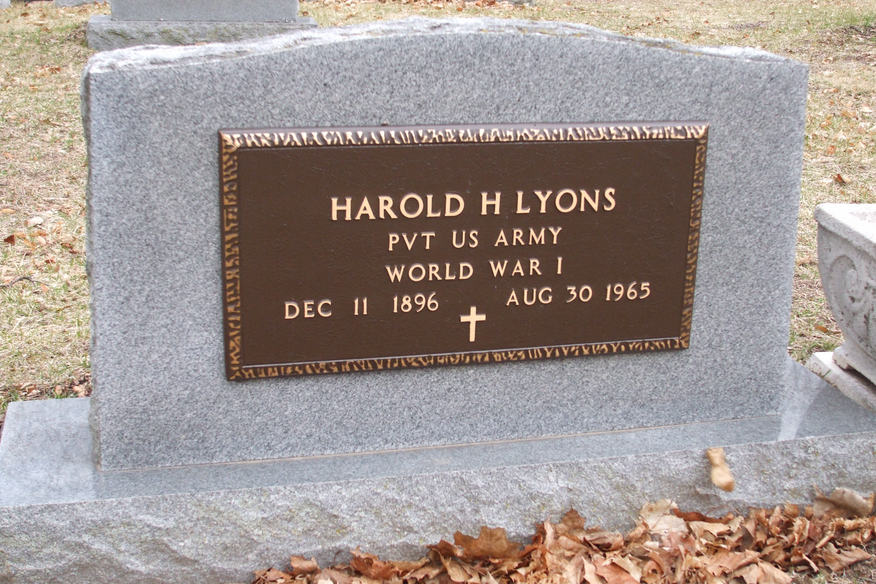 HAROLD H LYONS
PVT US ARMY
WORLD WAR I
DEC 11 1896 AUG 30 1965